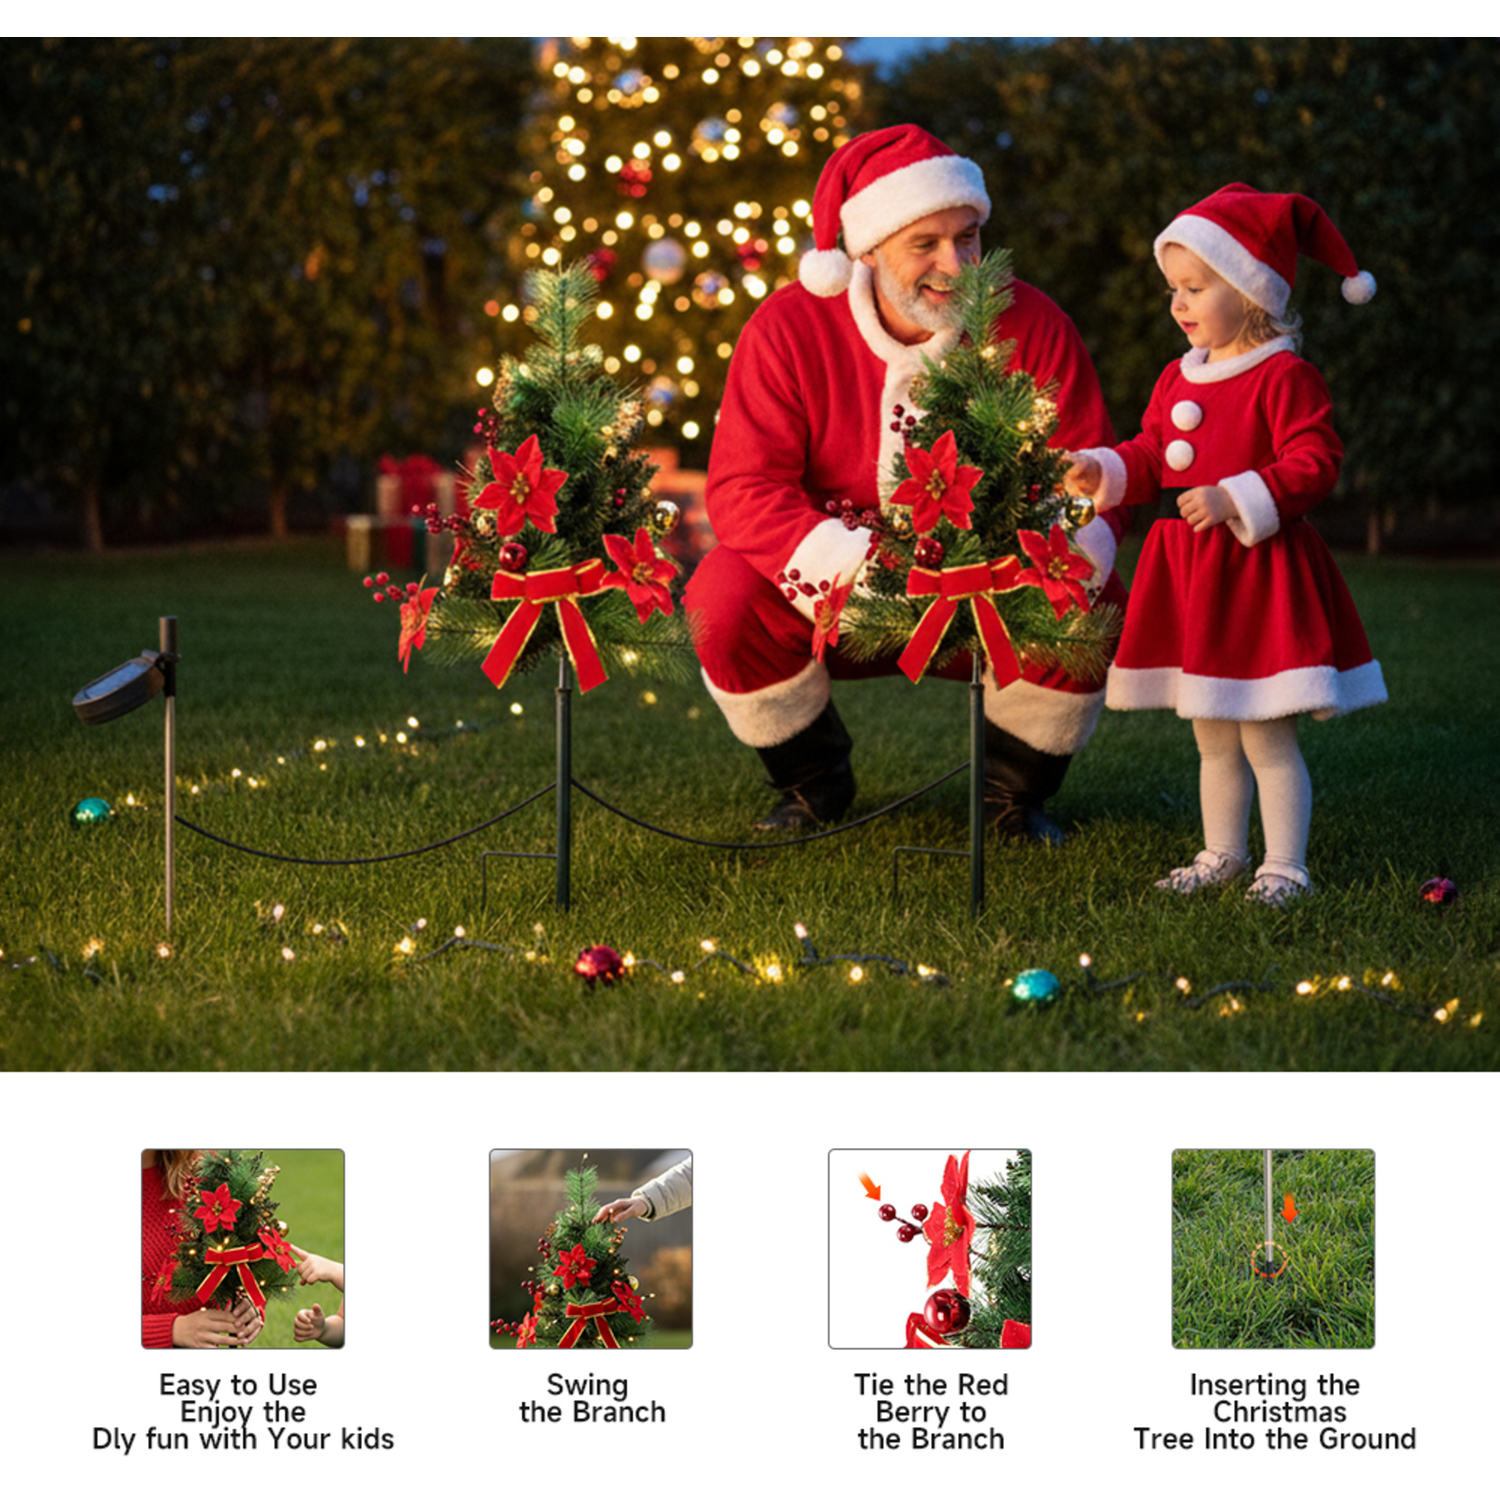 Easy to Use
Enjoy the
Dly fun with Your kids
Swing
the Branch
Tie the Red
Berry to
the Branch
Inserting the
Christmas
Tree Into the Ground